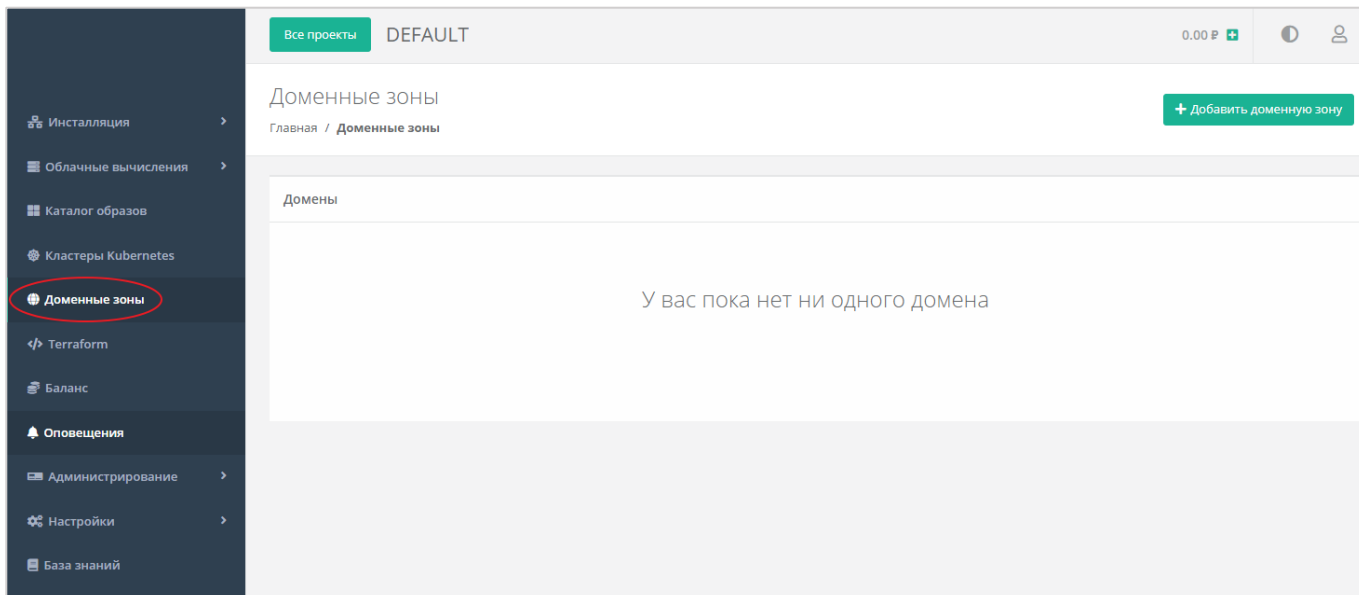 Все проекты DEFAULT 0.00 ₽
Доменные зоны
+ Добавить доменную зону
Главная / Доменные зоны
Домены
У вас пока нет ни одного домена
Инсталляция
Облачные вычисления
Каталог образов
Кластеры Kubernetes
Доменные зоны
Terraform
Баланс
Оповещения
Администрирование
Настройки
База знаний